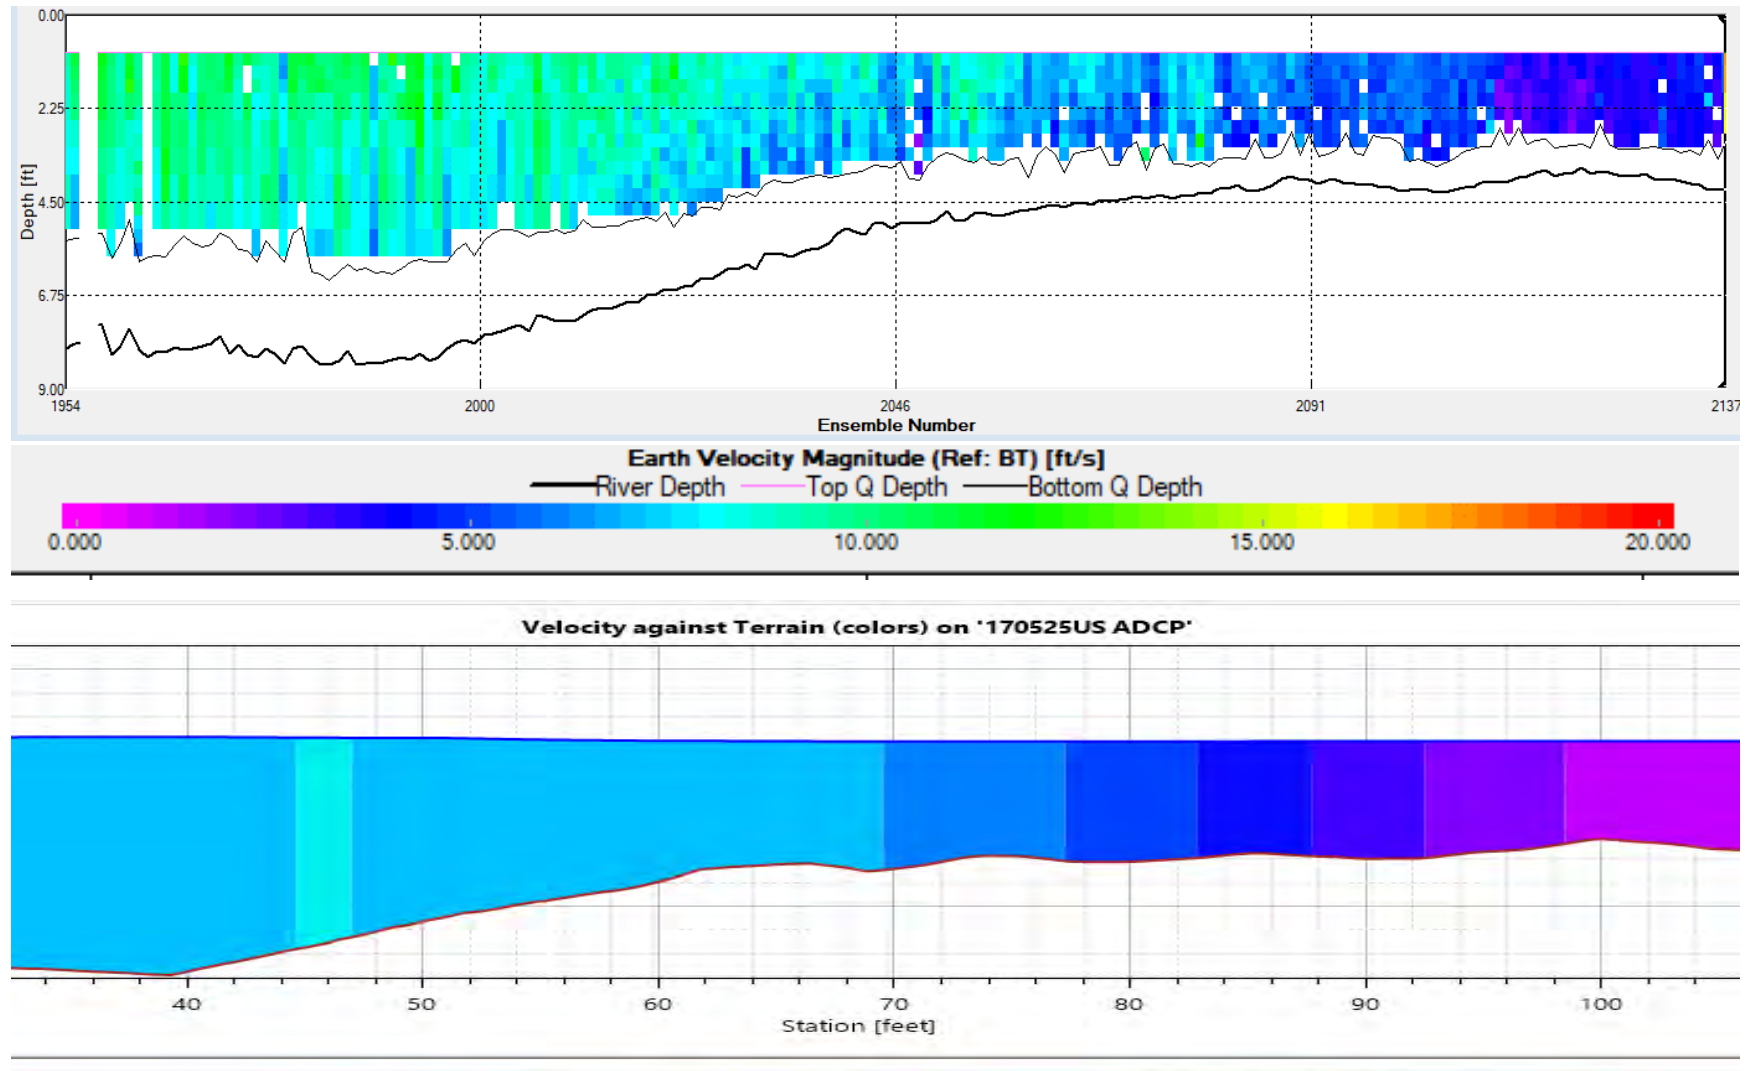 0.00
2.25
4.50
6.75
9.00
Depth [ft]
1954 2000 2046 2091 2137
Ensemble Number
Earth Velocity Magnitude (Ref: BT) [ft/s]
River Depth Top Q Depth Bottom Q Depth
0.000 5.000 10.000 15.000 20.000
Velocity against Terrain (colors) on '170525US ADCP'
40 50 60 70 80 90 100
Station [feet]